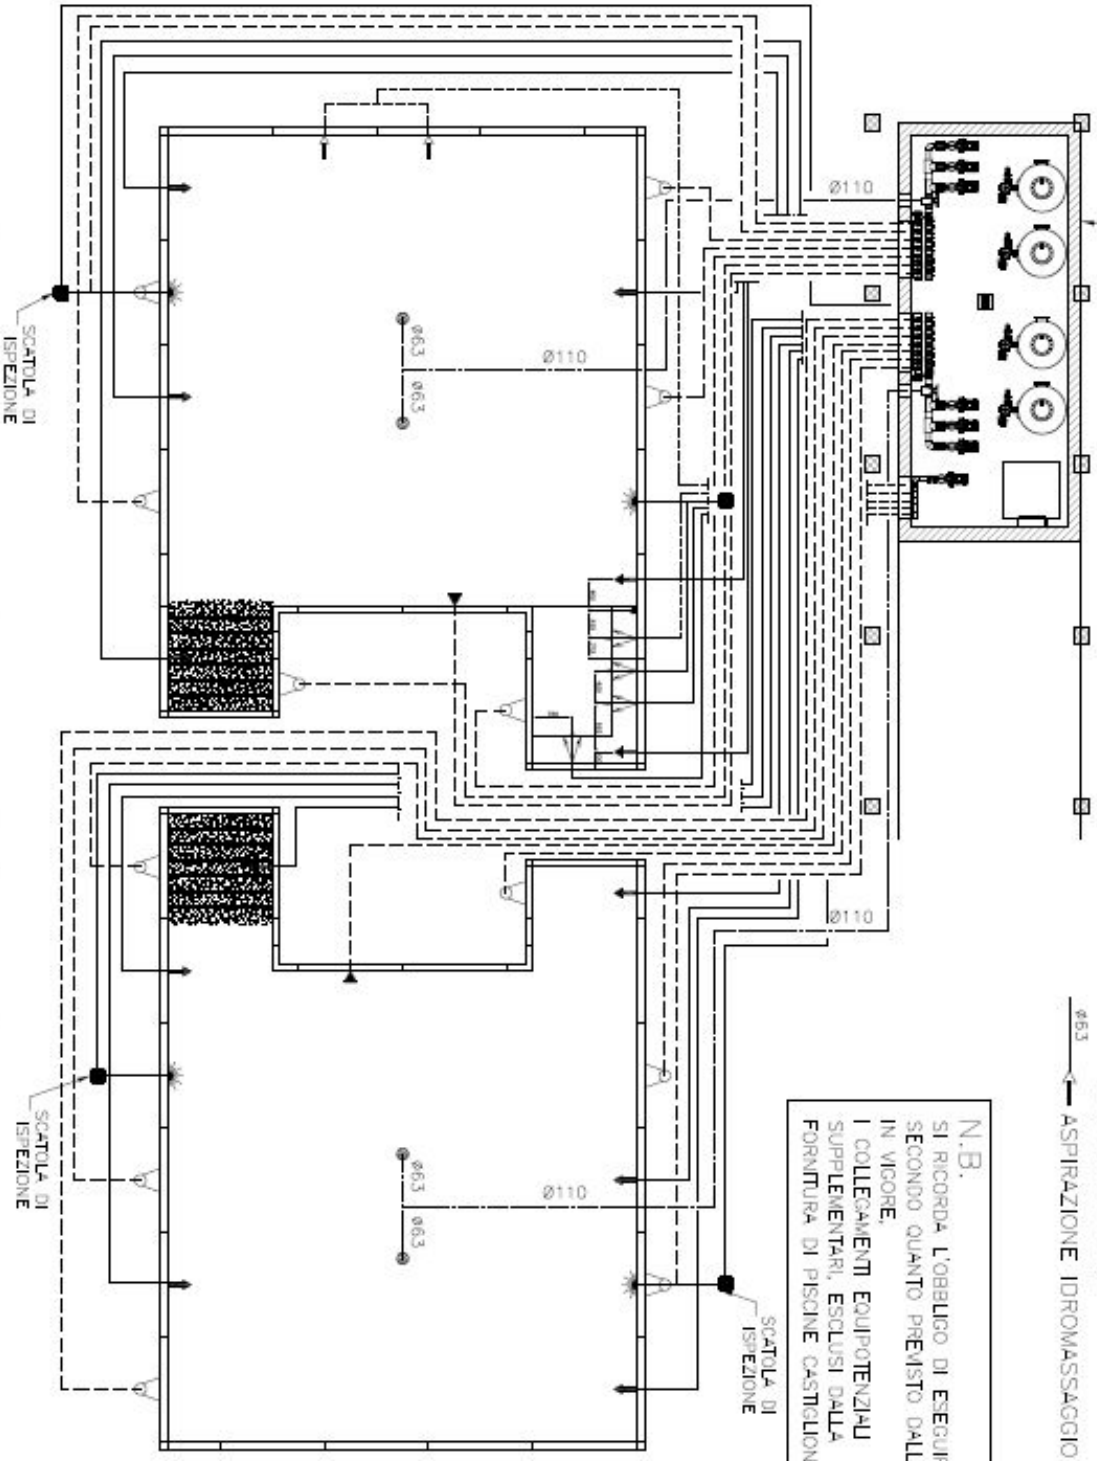 Ø63
ASPIRAZIONE IDROMASSAGGIO
N.B.
SI RICORDA L'OBBLIGO DI ESEGUIR
SECONDO QUANTO PREVISTO DALL
IN VIGORE,
I COLLEGAMENTI EQUIPOTENZIALI
SUPPLEMENTARI, ESCLUSI DALLA
FORNITURA DI PISCINE CASTIGLION
Ø110
Ø110
Ø63 Ø63
SCATOLA DI
ISPEZIONE
Ø110
Ø110
Ø63 Ø63
SCATOLA DI
ISPEZIONE
SCATOLA DI
ISPEZIONE